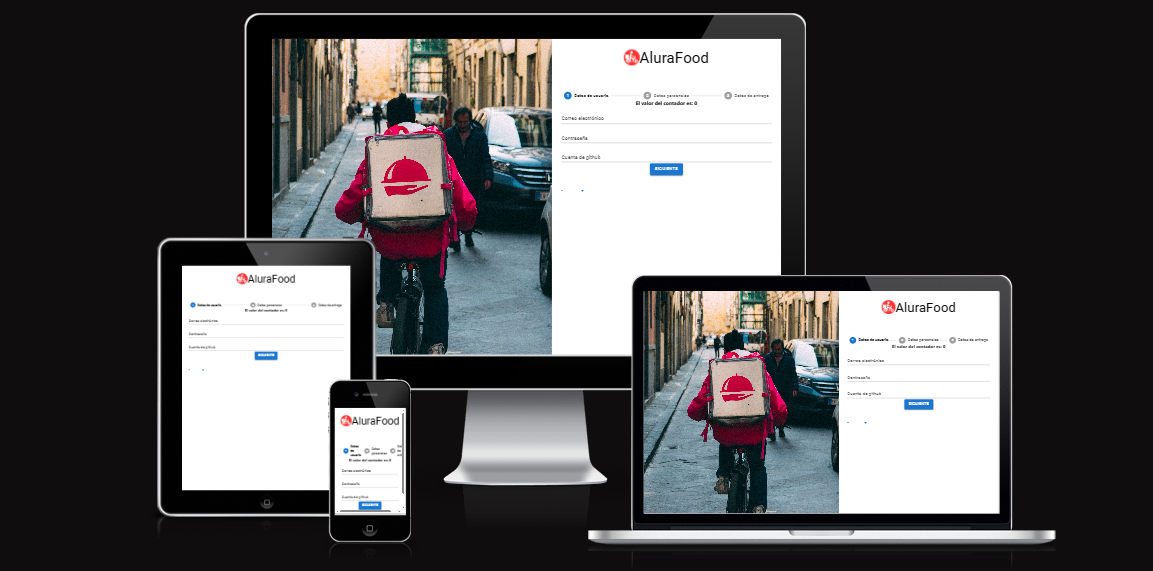 AluraFood
1 Datos de usuario 2 Datos personales 3 Datos de entrega
El valor del contador es: 0
Correo electrónico
Contraseña
Cuenta de github
SIGUIENTE
AluraFood
Datos de usuario Datos personales Datos de entrega
El valor del contador es: 0
Correo electrónico
Contraseña
Cuenta de github
SIGUIENTE
AluraFood
Datos de usuario Datos personales
El valor del contador es: 0
Correo electrónico
Contraseña
Cuenta de github
SIGUIENTE
AluraFood
1 Datos de usuario 2 Datos personales 3 Datos de entrega
El valor del contador es: 0
Correo electrónico
Contraseña
Cuenta de github
SIGUIENTE